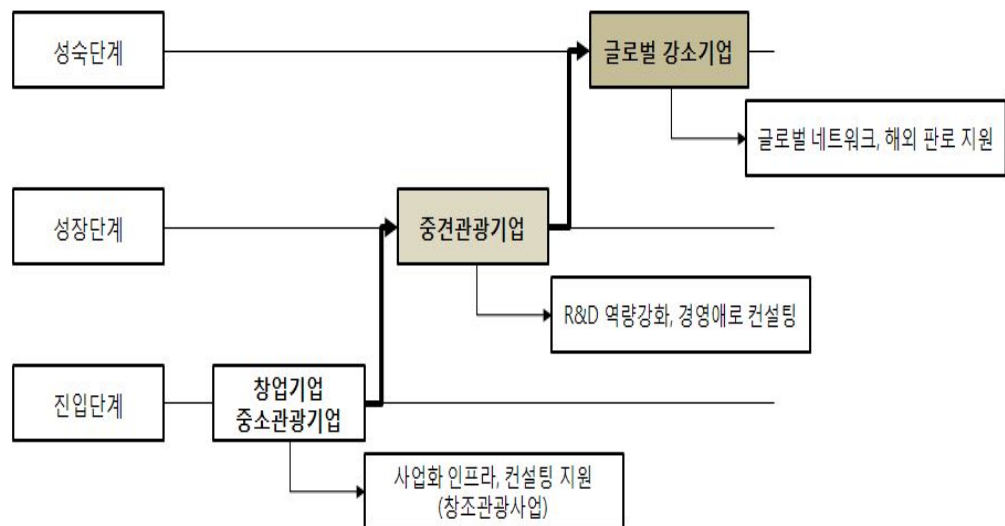 성숙단계
글로벌 강소기업
글로벌 네트워크, 해외 판로 지원
성장단계
중견관광기업
R&D 역량강화, 경영애로 컨설팅
진입단계
창업기업
중소관광기업
사업화 인프라, 컨설팅 지원
(창조관광사업)